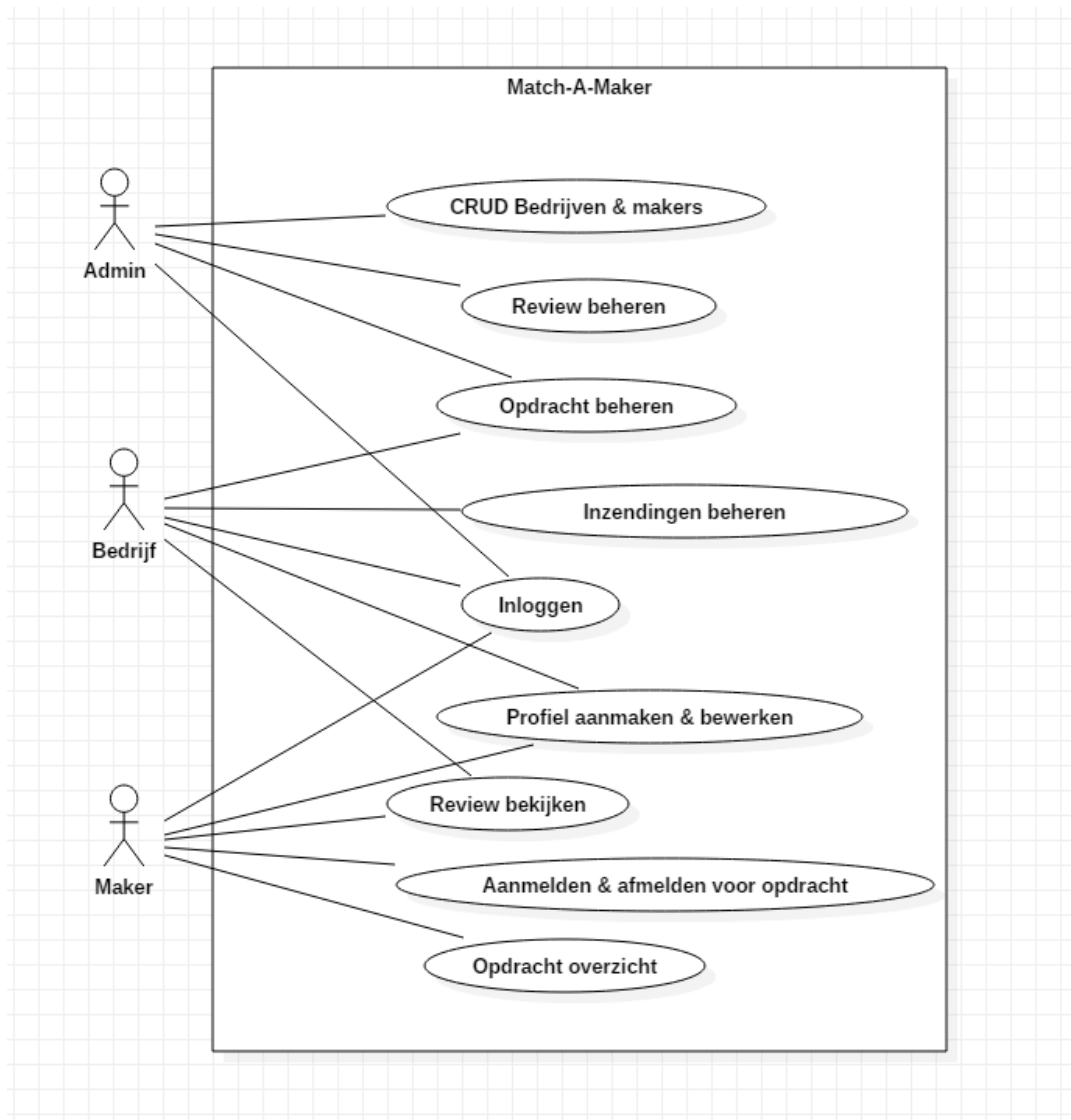 Match-A-Maker
CRUD Bedrijven & makers
Admin
Review beheren
Opdracht beheren
Inzendingen beheren
Bedrijf
Inloggen
Profiel aanmaken & bewerken
Review bekijken
Maker
Aanmelden & afmelden voor opdracht
Opdracht overzicht